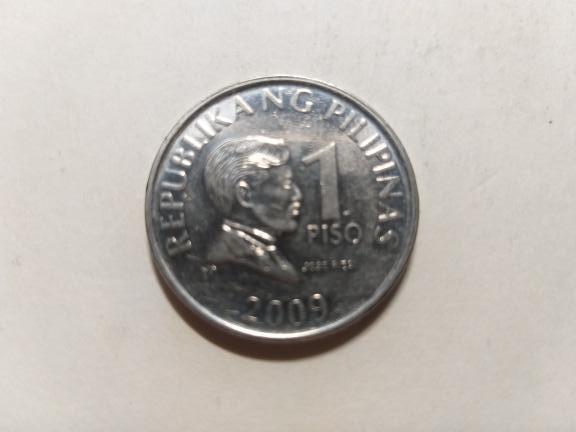 REPUBLIKA NG PILIPINAS
1
PISO
2009